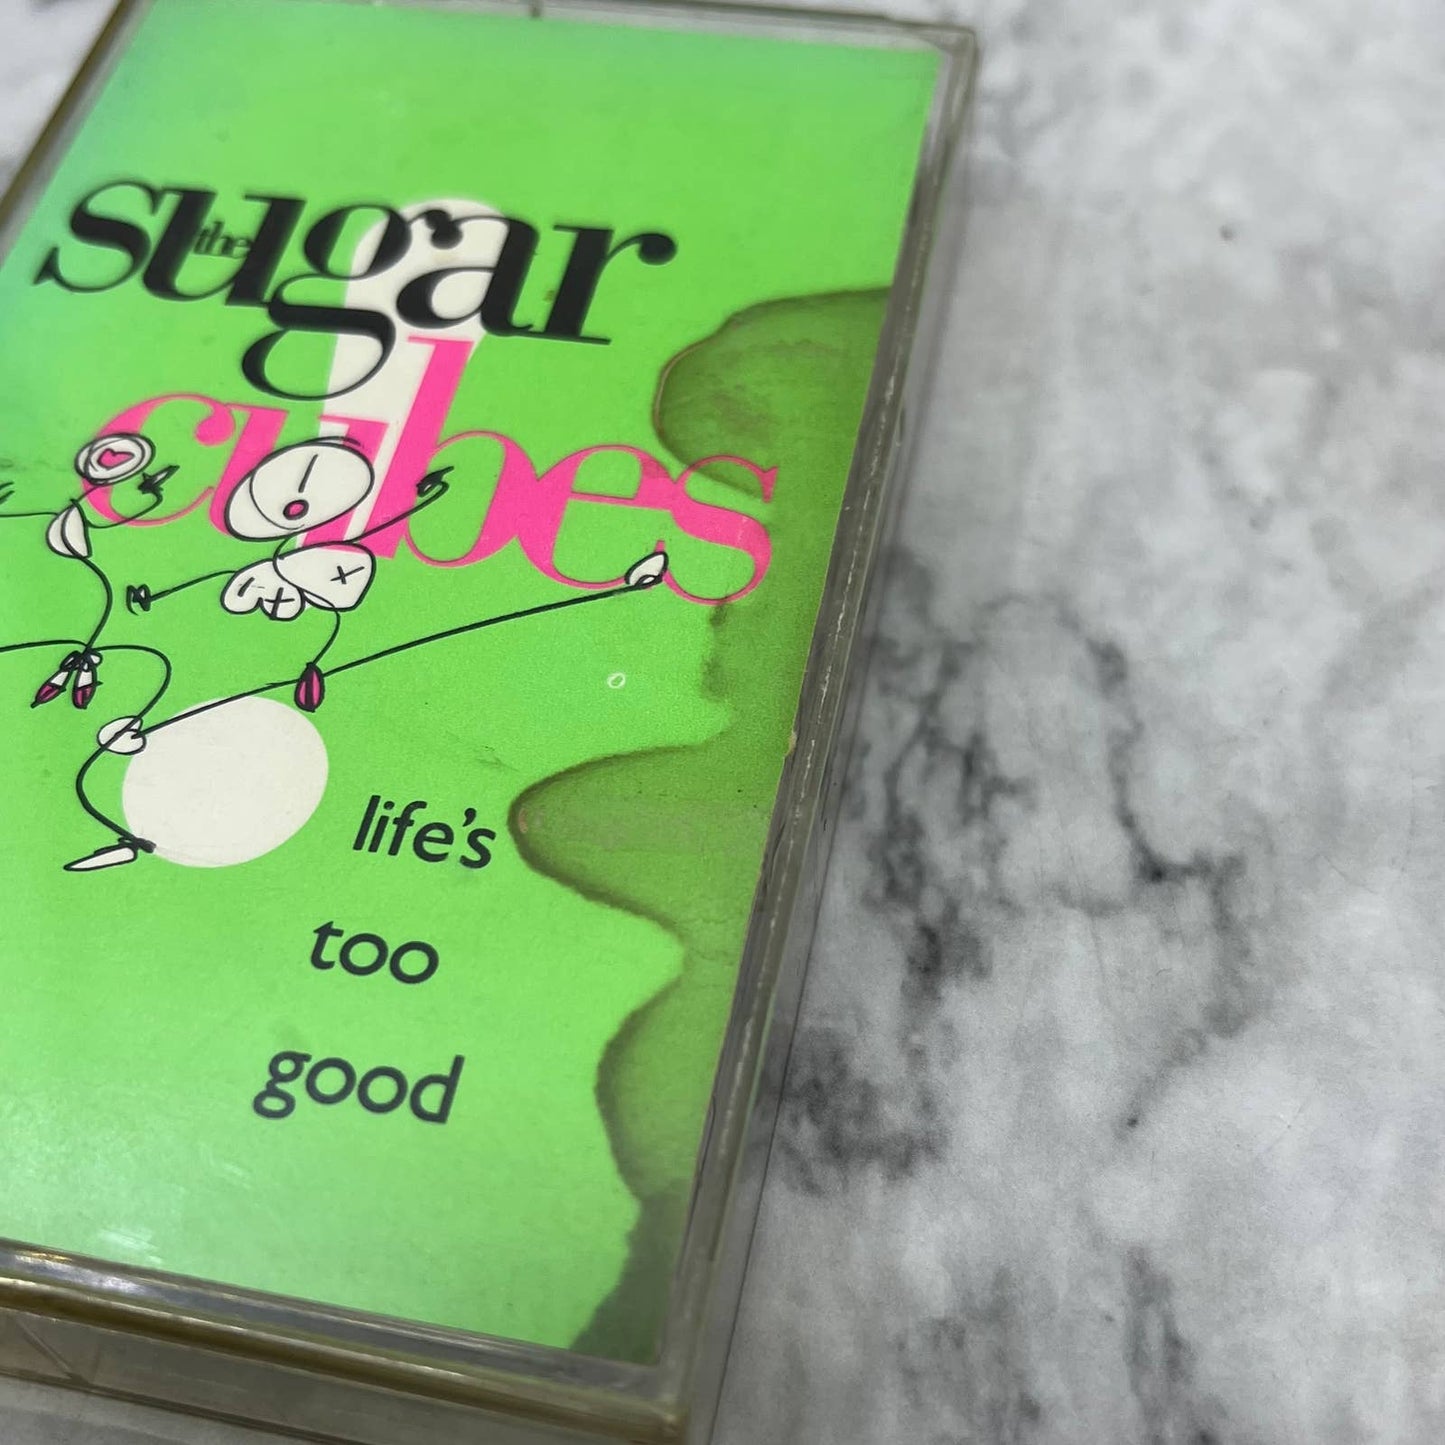 the
sugar
cubes
life's
too
good